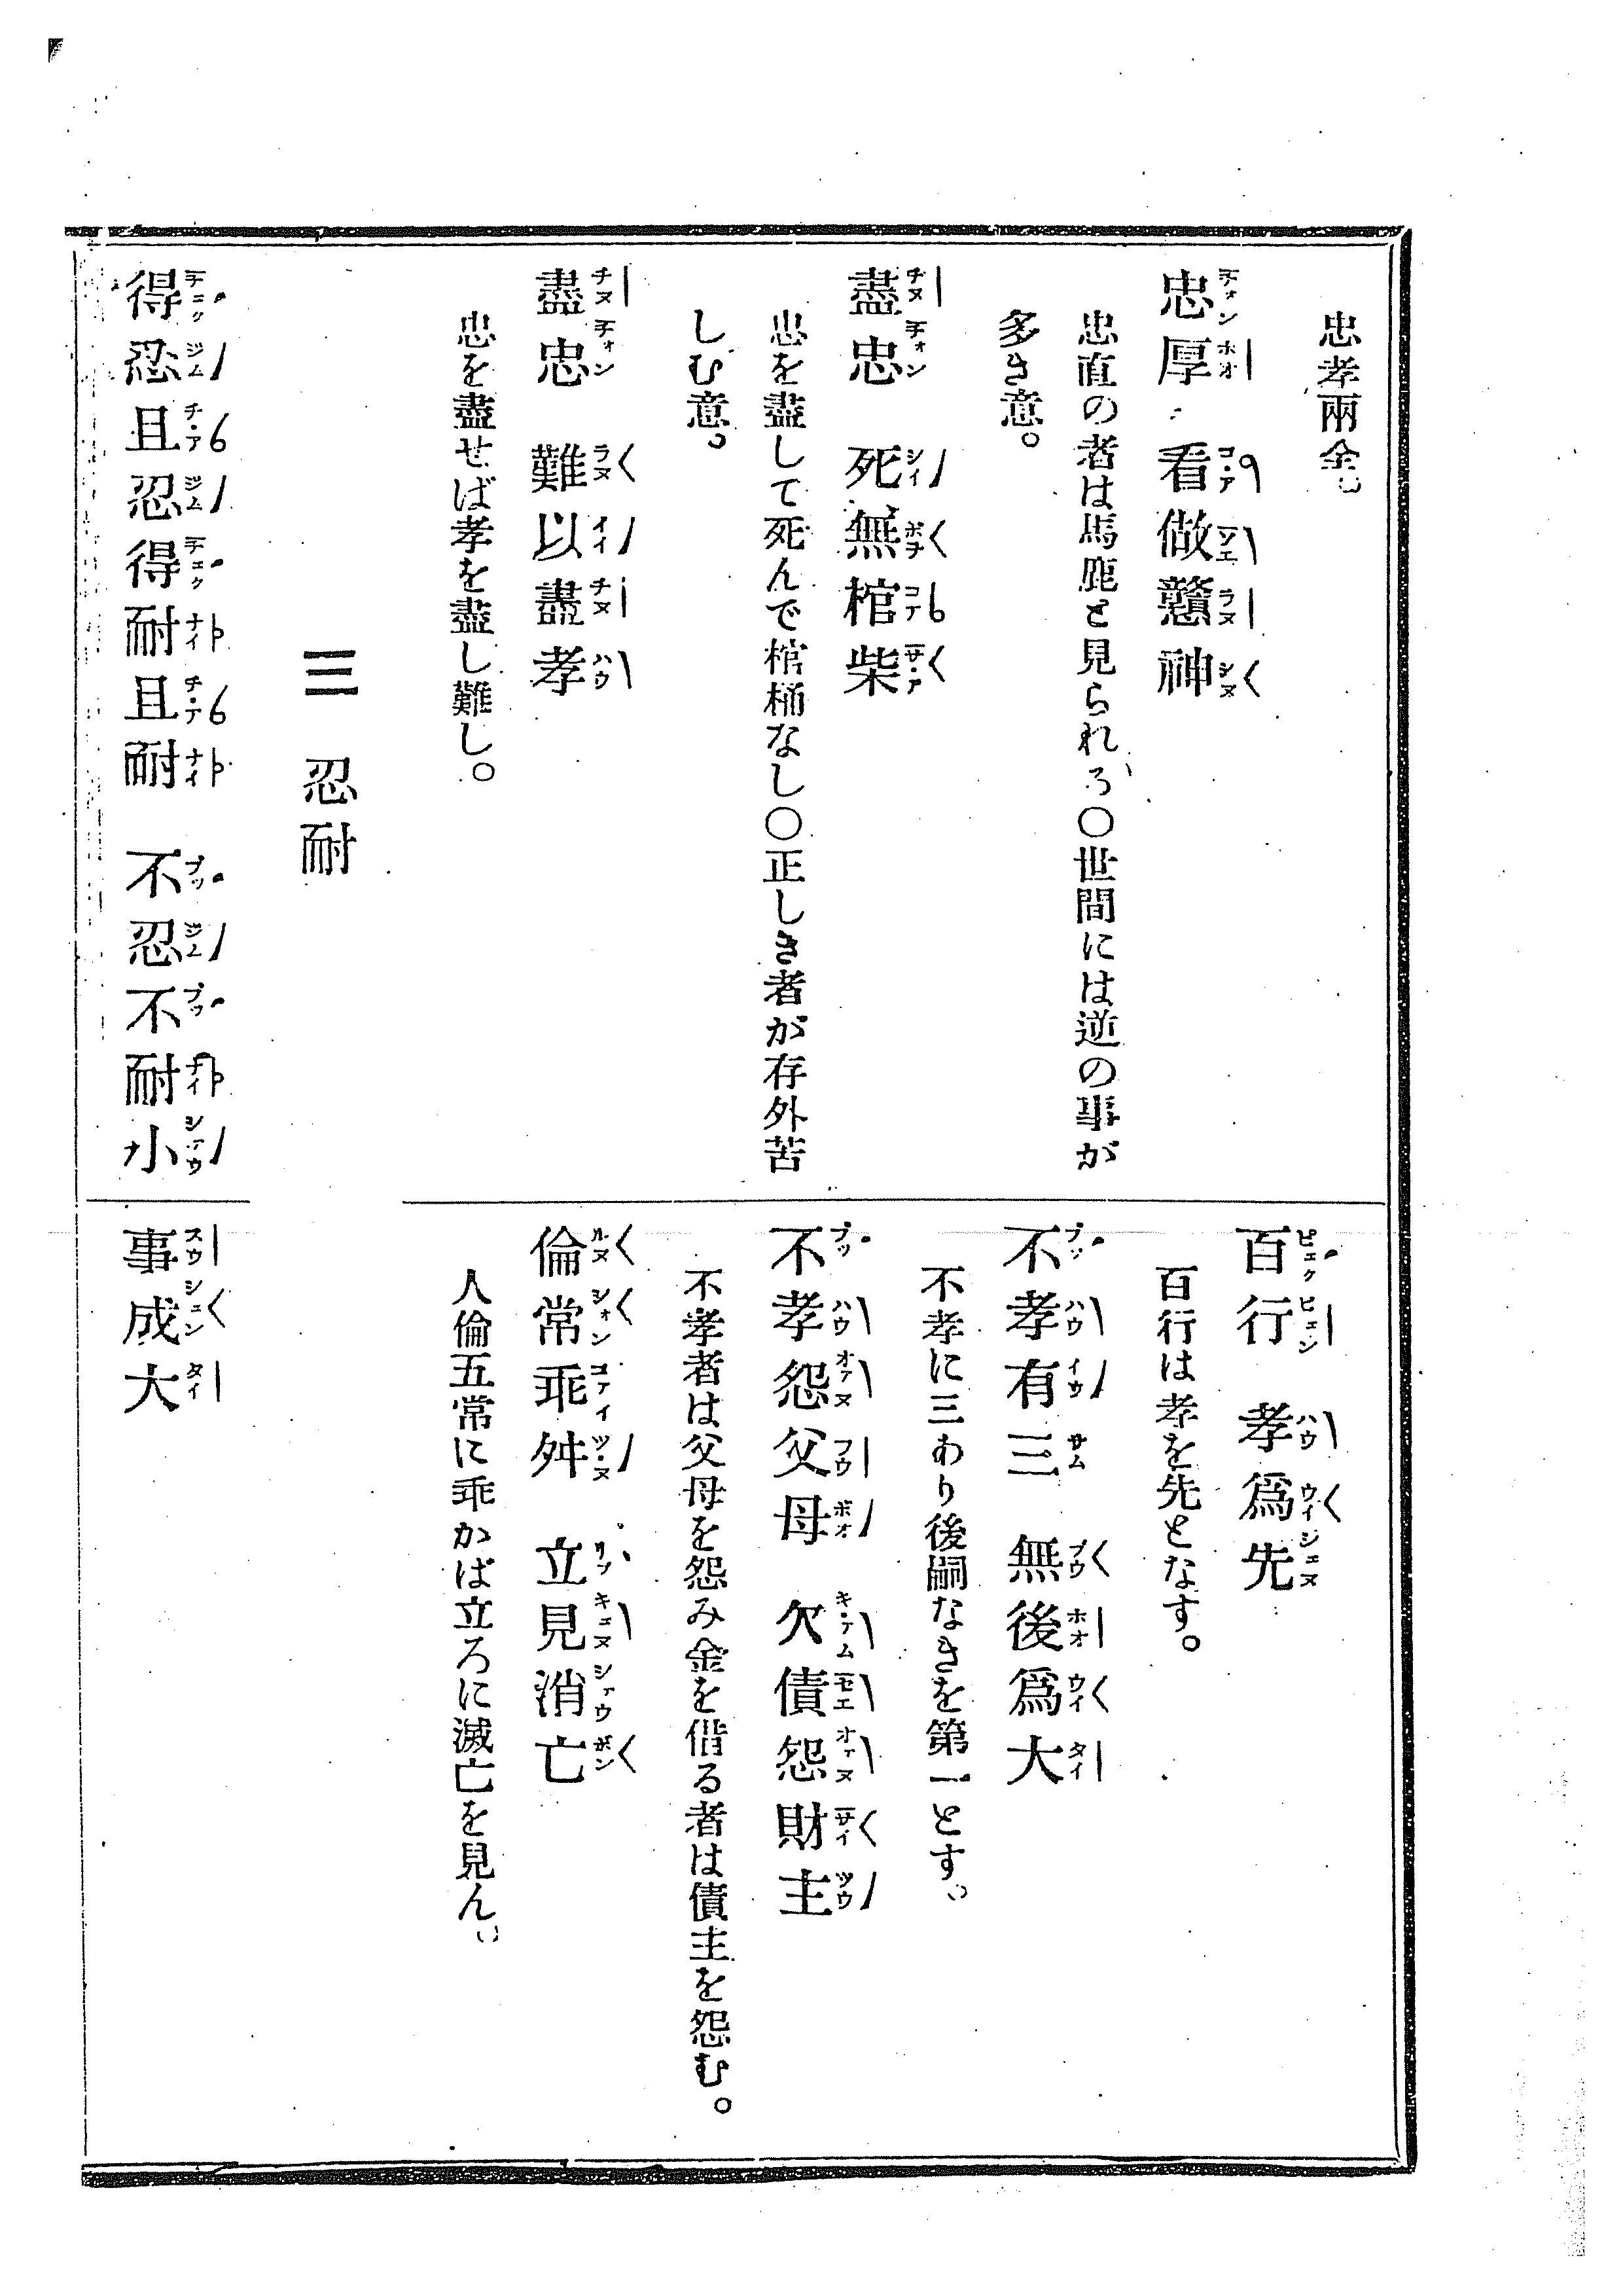 忠孝兩全。
忠厚 看做戇神
忠直の者は馬鹿と見られる○世間には逆の事が
多き意。
盡忠 死無棺柴
忠を盡して死んで棺桶なし○正しき者が存外苦
しむ意。
盡忠 難以盡孝
忠を盡せば孝を盡し難し。
百行 孝爲先
百行は孝を先となす。
不孝有三 無後爲大
不孝に三あり後嗣なきを第一とす。
不孝怨父母 欠債怨財主
不孝者は父母を怨み金を借る者は債主を怨む。
倫常乖舛 立見消亡
人倫五常に乖かば立ろに滅亡を見ん。
三 忍耐
得忍且忍得耐且耐 不忍不耐小
事成大